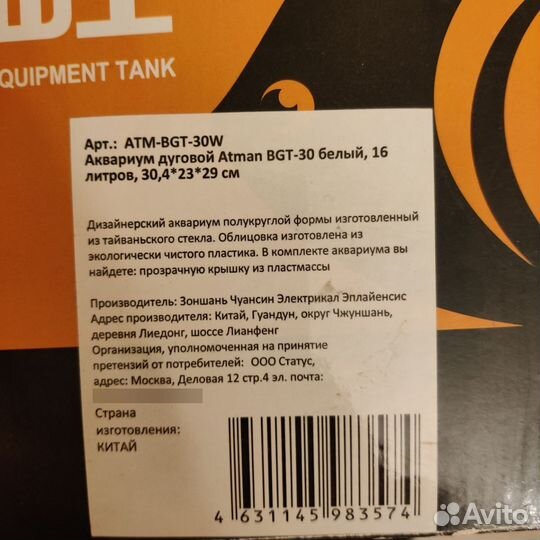 QUIPMENT TANK
Арт.: ATM-BGT-30W
Аквариум дуговой Atman BGT-30 белый, 16
литров, 30,4*23*29 см
Дизайнерский аквариум полукруглой формы изготовленный
из тайваньского стекла. Облицовка изготовлена из
экологически чистого пластика. В комплекте аквариума вы
найдете: прозрачную крышку из пластмассы
Производитель: Зоншань Чуансин Электрикал Эплайенсис
Адрес производителя: Китай, Гуандун, округ Чжуншань,
деревня Лиедонг, шоссе Лианфенг
Организация, уполномоченная на принятие
претензий от потребителей: ООО Статус,
адрес: Москва, Деловая 12 стр.4 эл. почта:
Страна
изготовления:
КИТАЙ
4 631145 983574
Avito